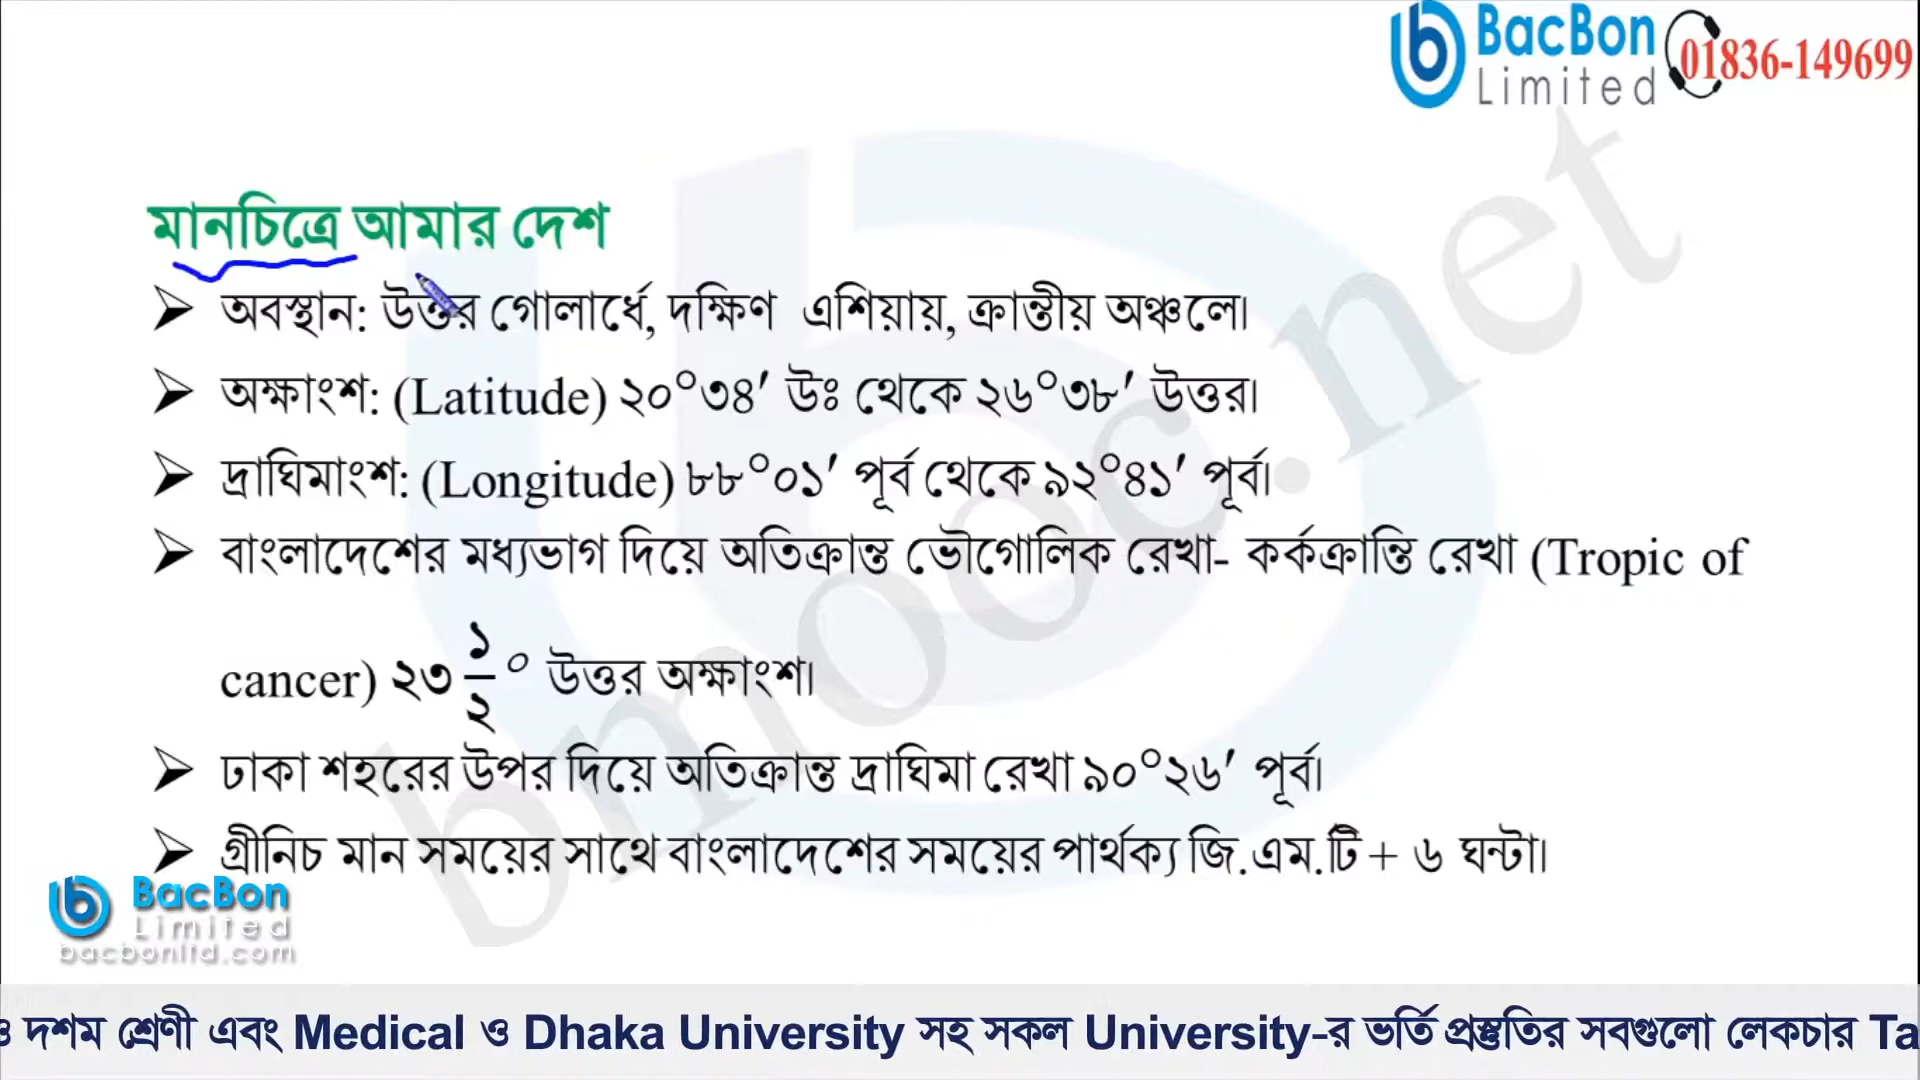 BacBon
Limited
01836-149699
মানচিত্রে আমার দেশ
➢ অবস্থান: উত্তর গোলার্ধে, দক্ষিণ এশিয়ায়, ক্রান্তীয় অঞ্চলে।
➢ অক্ষাংশ: (Latitude) ২০°৩৪′ উঃ থেকে ২৬°৩৮′ উত্তর।
➢ দ্রাঘিমাংশ: (Longitude) ৮৮°০১′ পূর্ব থেকে ৯২°৪১′ পূর্ব।
➢ বাংলাদেশের মধ্যভাগ দিয়ে অতিক্রান্ত ভৌগোলিক রেখা- কর্কক্রান্তি রেখা (Tropic of
cancer) ২৩ ১/২ ° উত্তর অক্ষাংশ।
➢ ঢাকা শহরের উপর দিয়ে অতিক্রান্ত দ্রাঘিমা রেখা ৯০°২৬′ পূর্ব।
➢ গ্রীনিচ মান সময়ের সাথে বাংলাদেশের সময়ের পার্থক্য জি.এম.টি + ৬ ঘন্টা।
bmooc.net
BacBon
Limited
bacbonltd.com
ও দশম শ্রেণী এবং Medical ও Dhaka University সহ সকল University-র ভর্তি প্রস্তুতির সবগুলো লেকচার Ta